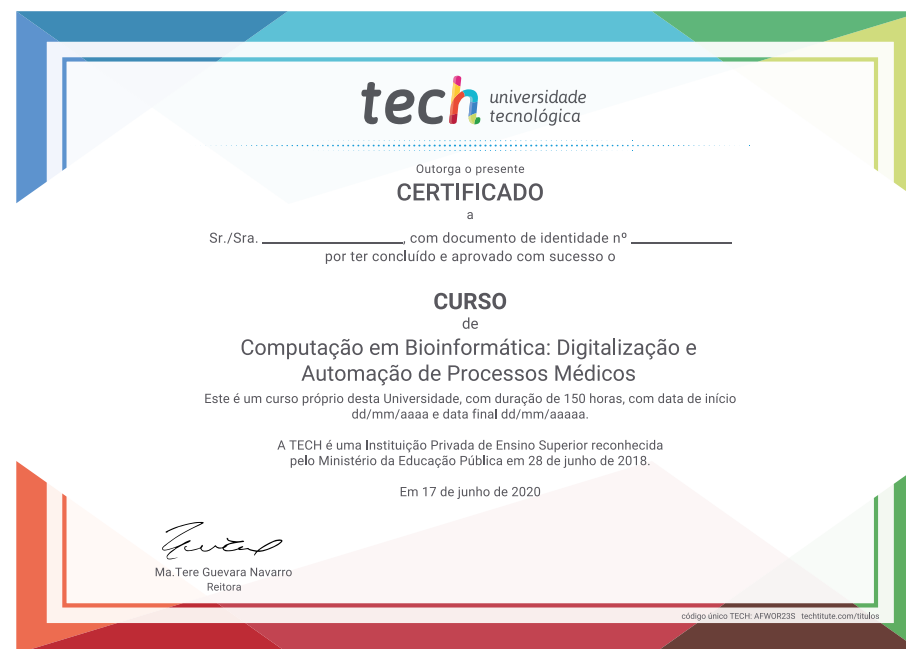 tech universidade
tecnológica
Outorga o presente
CERTIFICADO
a
Sr./Sra. ________________, com documento de identidade nº ____________
por ter concluído e aprovado com sucesso o
CURSO
de
Computação em Bioinformática: Digitalização e
Automação de Processos Médicos
Este é um curso próprio desta Universidade, com duração de 150 horas, com data de início
dd/mm/aaaa e data final dd/mm/aaaaa.
A TECH é uma Instituição Privada de Ensino Superior reconhecida
pelo Ministério da Educação Pública em 28 de junho de 2018.
Em 17 de junho de 2020
Ma.Tere Guevara Navarro
Reitora
código único TECH: AFWOR23S techtitute.com/titulos